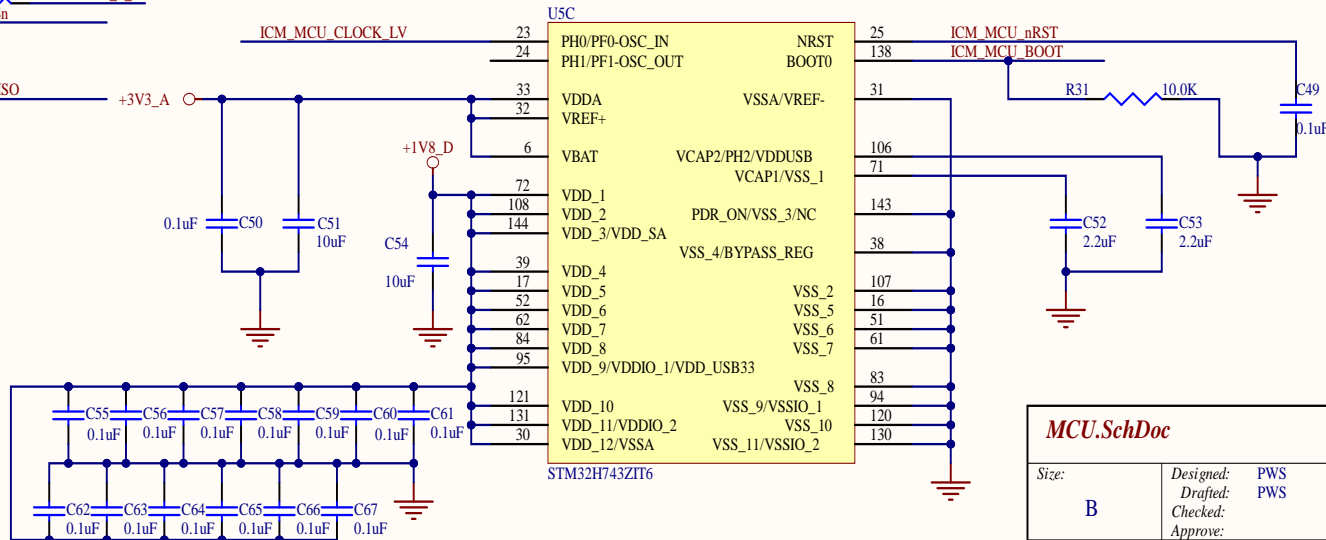 U5C
ICM_MCU_CLOCK_LV 23 PH0/PF0-OSC_IN NRST 25 ICM_MCU_nRST
24 PH1/PF1-OSC_OUT BOOT0 138 ICM_MCU_BOOT
+3V3_A 33 VDDA VSSA/VREF- 31 R31 10.0K C49
32 VREF+ 0.1uF
+1V8_D 6 VBAT VCAP2/PH2/VDDUSB 106
VCAP1/VSS_1 71
72 VDD_1
108 VDD_2 PDR_ON/VSS_3/NC 143
0.1uF C50 C51 10uF 144 VDD_3/VDD_SA C52 2.2uF C53 2.2uF
C54 10uF VSS_4/BYPASS_REG 38
39 VDD_4
17 VDD_5 VSS_2 107
52 VDD_6 VSS_5 16
62 VDD_7 VSS_6 51
84 VDD_8 VSS_7 61
95 VDD_9/VDDIO_1/VDD_USB33
VSS_8 83
121 VDD_10 VSS_9/VSSIO_1 94
131 VDD_11/VDDIO_2 VSS_10 120
30 VDD_12/VSSA VSS_11/VSSIO_2 130
C55 C56 C57 C58 C59 C60 C61
0.1uF 0.1uF 0.1uF 0.1uF 0.1uF 0.1uF 0.1uF
STM32H743ZIT6
C62 C63 C64 C65 C66 C67
0.1uF 0.1uF 0.1uF 0.1uF 0.1uF 0.1uF
MCU.SchDoc
Size: B
Designed: PWS
Drafted: PWS
Checked:
Approve: